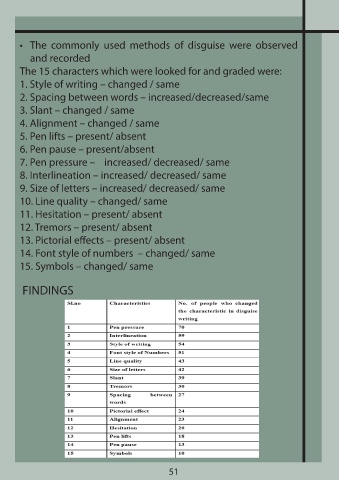 • The commonly used methods of disguise were observed
and recorded
The 15 characters which were looked for and graded were:
1. Style of writing – changed / same
2. Spacing between words – increased/decreased/same
3. Slant – changed / same
4. Alignment – changed / same
5. Pen lifts – present/ absent
6. Pen pause – present/absent
7. Pen pressure – increased/ decreased/ same
8. Interlineation – increased/ decreased/ same
9. Size of letters – increased/ decreased/ same
10. Line quality – changed/ same
11. Hesitation – present/ absent
12. Tremors – present/ absent
13. Pictorial effects – present/ absent
14. Font style of numbers – changed/ same
15. Symbols – changed/ same
FINDINGS
Sl.no Characteristics No. of people who changed
the characteristic in disguise
writing
1 Pen pressure 70
2 Interlineation
3 Style of writing 54
4 Font style of Numbers 51
5 Line quality 43
6 Size of letters 42
7 Slant 39
8 Tremors 30
9 Spacing between 27
words
10 Pictorial effect 24
11 Alignment 23
12 Hesitation 20
13 Pen lifts 18
14 Pen pause 13
15 Symbols 10
51